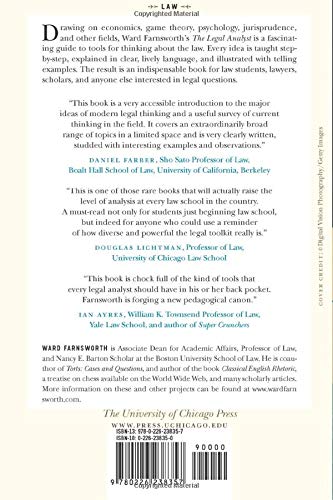 LAW
Copyrighted Material
Drawing on economics, game theory, psychology, jurisprudence,
and other fields, Ward Farnsworth’s The Legal Analyst is a fascinat-
ing guide to tools for thinking about the law. Every idea is taught step-
by-step, explained in clear, lively language, and illustrated with telling
examples. The result is an indispensable book for law students, lawyers,
scholars, and anyone else interested in legal questions.
“This book is a very accessible introduction to the major
ideas of modern legal thinking and a useful survey of current
thinking in the field. It covers an extraordinarily broad
range of topics in a limited space and is very clearly written,
studded with interesting examples and observations.”
DANIEL FARBER, Sho Sato Professor of Law,
Boalt Hall School of Law, University of California, Berkeley
“This is one of those rare books that will actually raise the
level of analysis at every law school in the country.
A must-read not only for students just beginning law school,
but indeed for anyone who could use a reminder
of how diverse and powerful the legal toolkit really is.”
DOUGLAS LICHTMAN, Professor of Law,
University of Chicago Law School
“This book is chock full of the kind of tools that
every legal analyst should have in his or her back pocket.
Farnsworth is forging a new pedagogical canon.”
IAN AYRES, William K. Townsend Professor of Law,
Yale Law School, and author of Super Crunchers
WARD FARNSWORTH is Associate Dean for Academic Affairs, Professor of Law,
and Nancy E. Barton Scholar at the Boston University School of Law. He is coau-
thor of Torts: Cases and Questions, and author of the book Classical English Rhetoric,
a treatise on chess available on the World Wide Web, and many scholarly articles.
More information on these and other projects can be found at www.wardfarn
sworth.com.
The University of Chicago Press
WWW.PRESS.UCHICAGO.EDU
ISBN-13: 978-0-226-23835-7
ISBN-10: 0-226-23835-0
90000
9 780226 238357
Copyrighted Material
COVER CREDIT: ©Digital Vision Photography/Getty Images